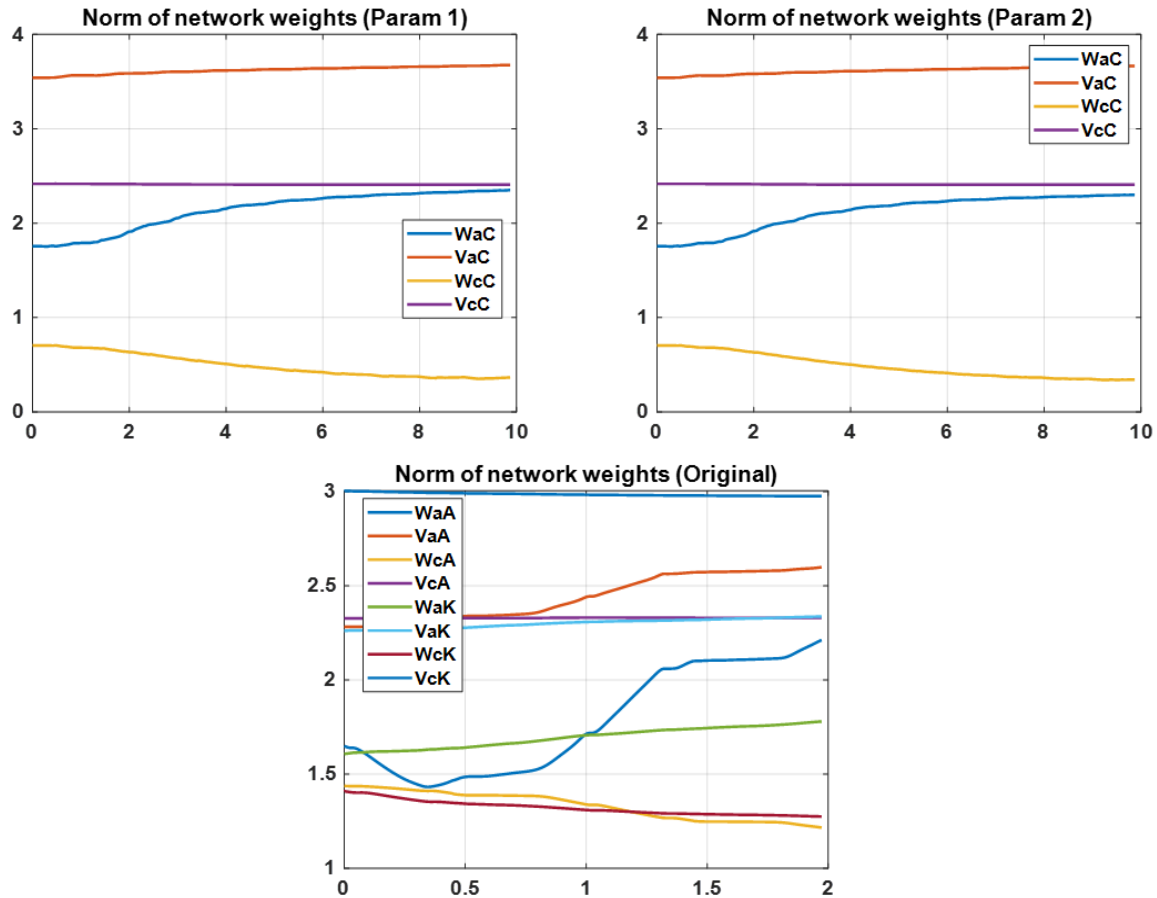 Norm of network weights (Param 1)
4
3
2
1
0
0 2 4 6 8 10
WaC
VaC
WcC
VcC
Norm of network weights (Param 2)
4
3
2
1
0
0 2 4 6 8 10
WaC
VaC
WcC
VcC
Norm of network weights (Original)
3
2.5
2
1.5
1
0 0.5 1 1.5 2
WaA
VaA
WcA
VcA
WaK
VaK
WcK
VcK